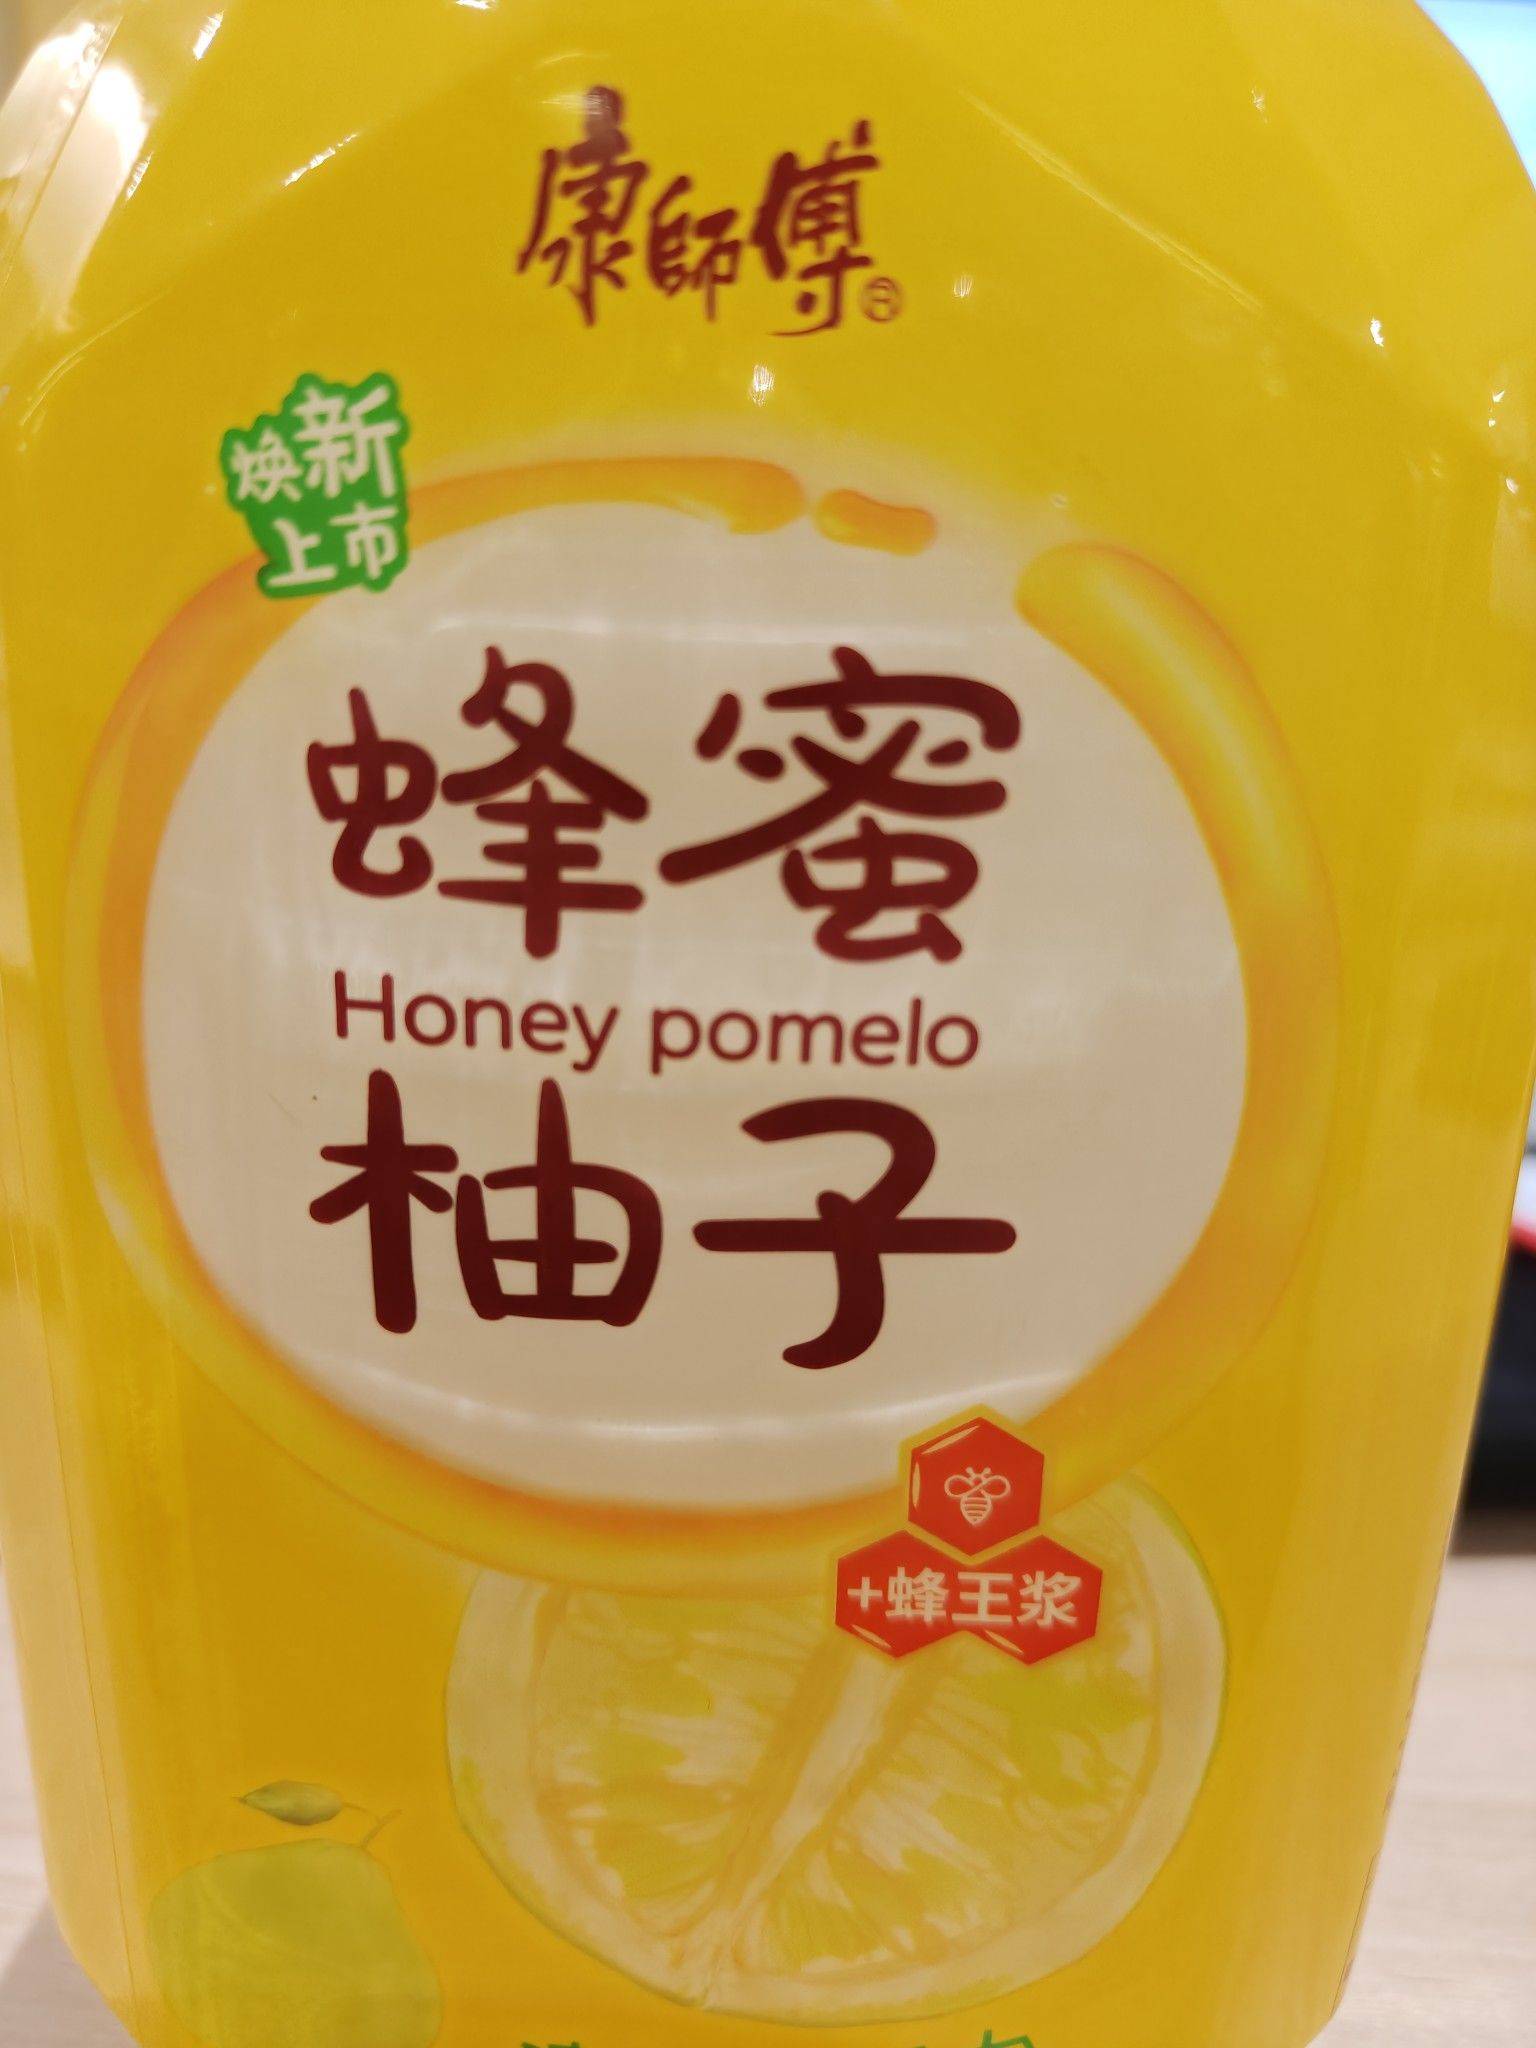 康師傅®
焕新
上市
蜂蜜
Honey pomelo
柚子
+蜂王浆